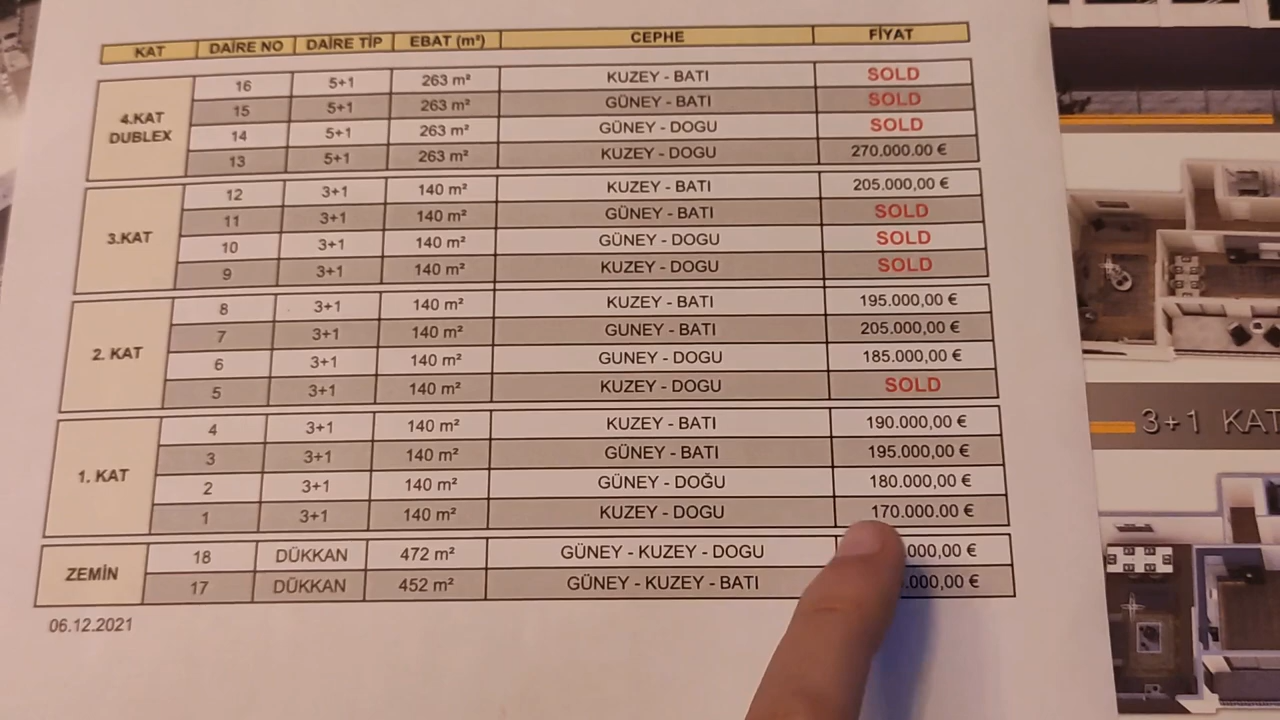 KAT DAİRE NO DAİRE TİP EBAT (m²) CEPHE FİYAT
4.KAT DUBLEX
16 5+1 263 m² KUZEY - BATI SOLD
15 5+1 263 m² GÜNEY - BATI SOLD
14 5+1 263 m² GÜNEY - DOGU SOLD
13 5+1 263 m² KUZEY - DOGU 270.000.00 €
3.KAT
12 3+1 140 m² KUZEY - BATI 205.000,00 €
11 3+1 140 m² GÜNEY - BATI SOLD
10 3+1 140 m² GÜNEY - DOGU SOLD
9 3+1 140 m² KUZEY - DOGU SOLD
2. KAT
8 3+1 140 m² KUZEY - BATI 195.000,00 €
7 3+1 140 m² GUNEY - BATI 205.000,00 €
6 3+1 140 m² GUNEY - DOGU 185.000,00 €
5 3+1 140 m² KUZEY - DOGU SOLD
1. KAT
4 3+1 140 m² KUZEY - BATI 190.000,00 €
3 3+1 140 m² GÜNEY - BATI 195.000,00 €
2 3+1 140 m² GÜNEY - DOĞU 180.000,00 €
1 3+1 140 m² KUZEY - DOGU 170.000.00 €
ZEMİN
18 DÜKKAN 472 m² GÜNEY - KUZEY - DOGU
17 DÜKKAN 452 m² GÜNEY - KUZEY - BATI
06.12.2021
3+1 KAT